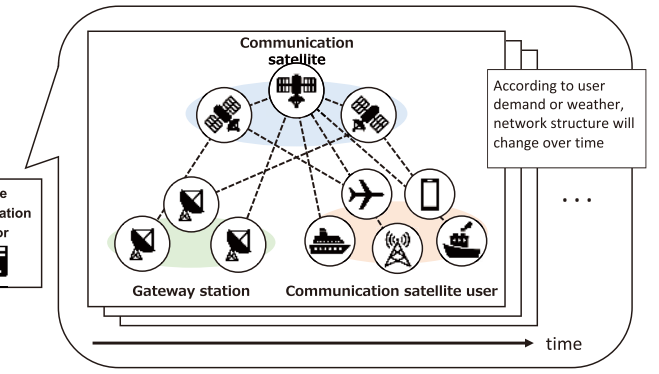 Communication
satellite
According to user
demand or weather,
network structure will
change over time
...
Gateway station
Communication satellite user
time